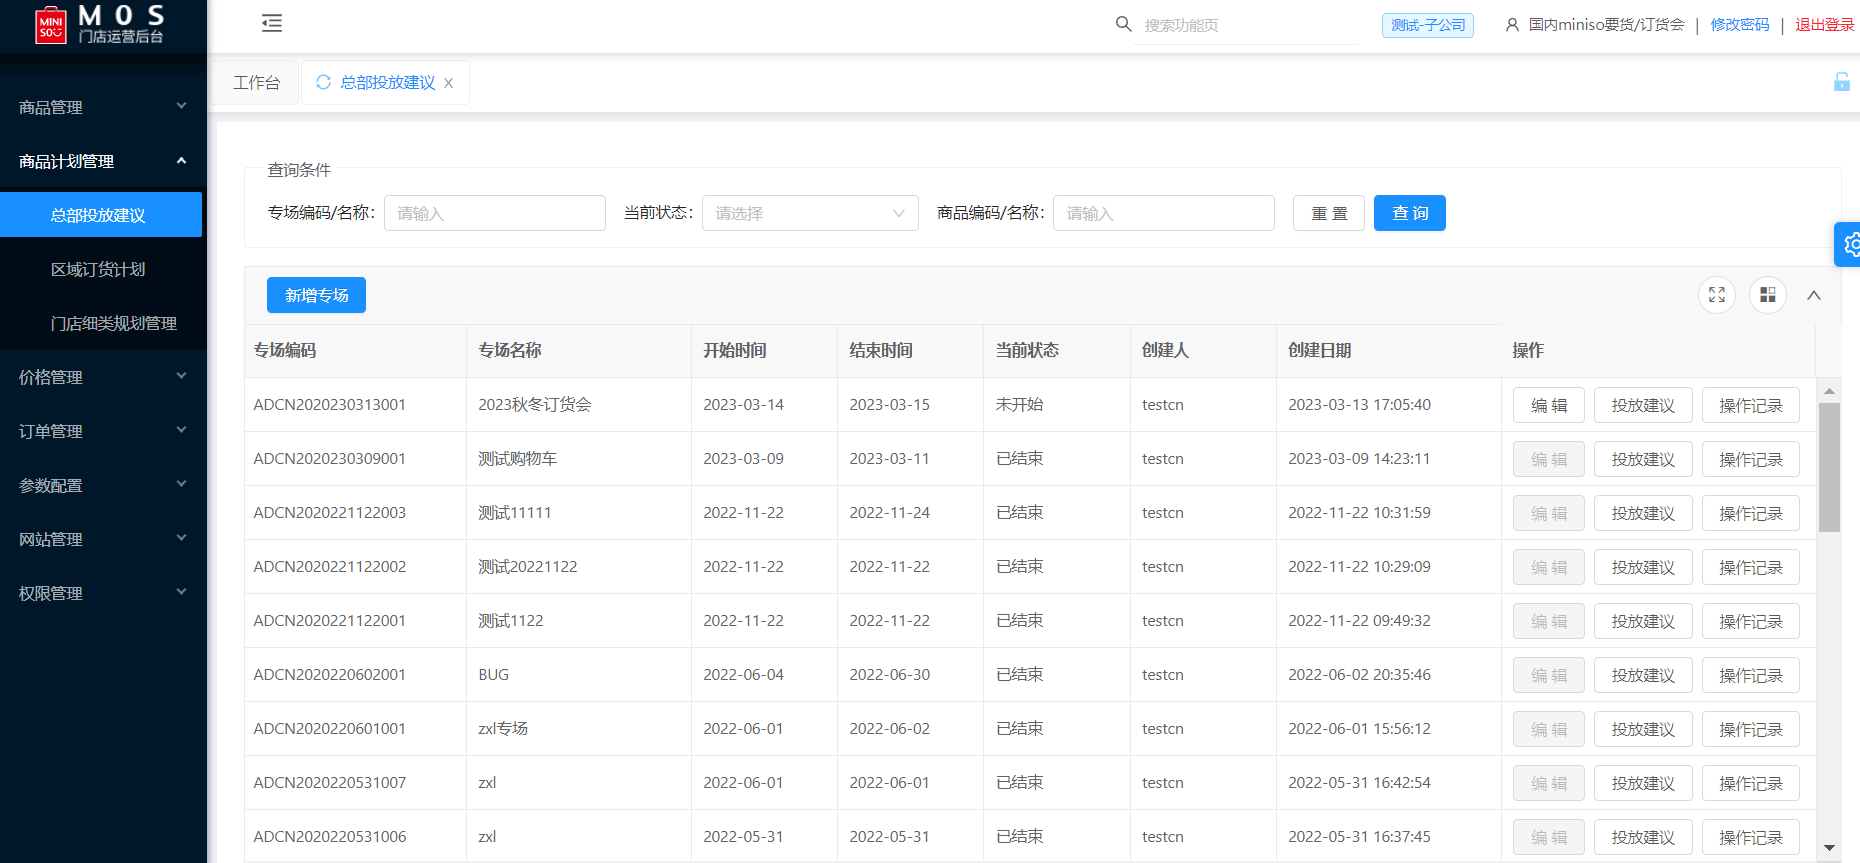 MINI SO MOS
门店运营后台
搜索功能页
测试-子公司
国内miniso要货/订货会 | 修改密码 | 退出登录
工作台
总部投放建议 x
商品管理
商品计划管理
总部投放建议
区域订货计划
门店细类规划管理
价格管理
订单管理
参数配置
网站管理
权限管理
查询条件
专场编码/名称: 请输入 当前状态: 请选择 商品编码/名称: 请输入 重 置 查 询
新增专场
专场编码 专场名称 开始时间 结束时间 当前状态 创建人 创建日期 操作
ADCN2020230313001 2023秋冬订货会 2023-03-14 2023-03-15 未开始 testcn 2023-03-13 17:05:40 编 辑 投放建议 操作记录
ADCN2020230309001 测试购物车 2023-03-09 2023-03-11 已结束 testcn 2023-03-09 14:23:11 编 辑 投放建议 操作记录
ADCN2020221122003 测试11111 2022-11-22 2022-11-24 已结束 testcn 2022-11-22 10:31:59 编 辑 投放建议 操作记录
ADCN2020221122002 测试20221122 2022-11-22 2022-11-22 已结束 testcn 2022-11-22 10:29:09 编 辑 投放建议 操作记录
ADCN2020221122001 测试1122 2022-11-22 2022-11-22 已结束 testcn 2022-11-22 09:49:32 编 辑 投放建议 操作记录
ADCN2020220602001 BUG 2022-06-04 2022-06-30 已结束 testcn 2022-06-02 20:35:46 编 辑 投放建议 操作记录
ADCN2020220601001 zxl专场 2022-06-01 2022-06-02 已结束 testcn 2022-06-01 15:56:12 编 辑 投放建议 操作记录
ADCN2020220531007 zxl 2022-06-01 2022-06-01 已结束 testcn 2022-05-31 16:42:54 编 辑 投放建议 操作记录
ADCN2020220531006 zxl 2022-05-31 2022-05-31 已结束 testcn 2022-05-31 16:37:45 编 辑 投放建议 操作记录